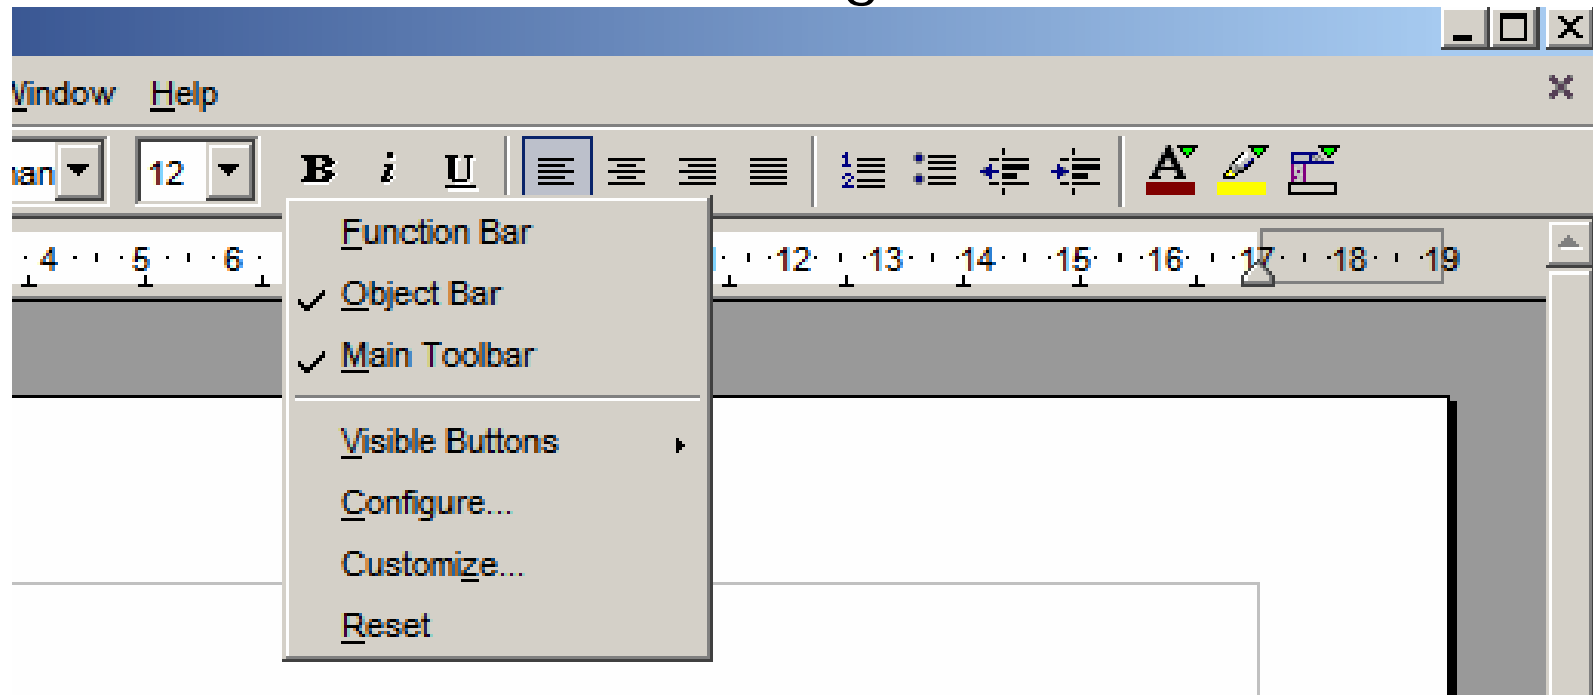 Window Help
12 B i U
4 5 6 12 13 14 15 16 17 18 19
Function Bar
Object Bar
Main Toolbar
Visible Buttons
Configure...
Customize...
Reset